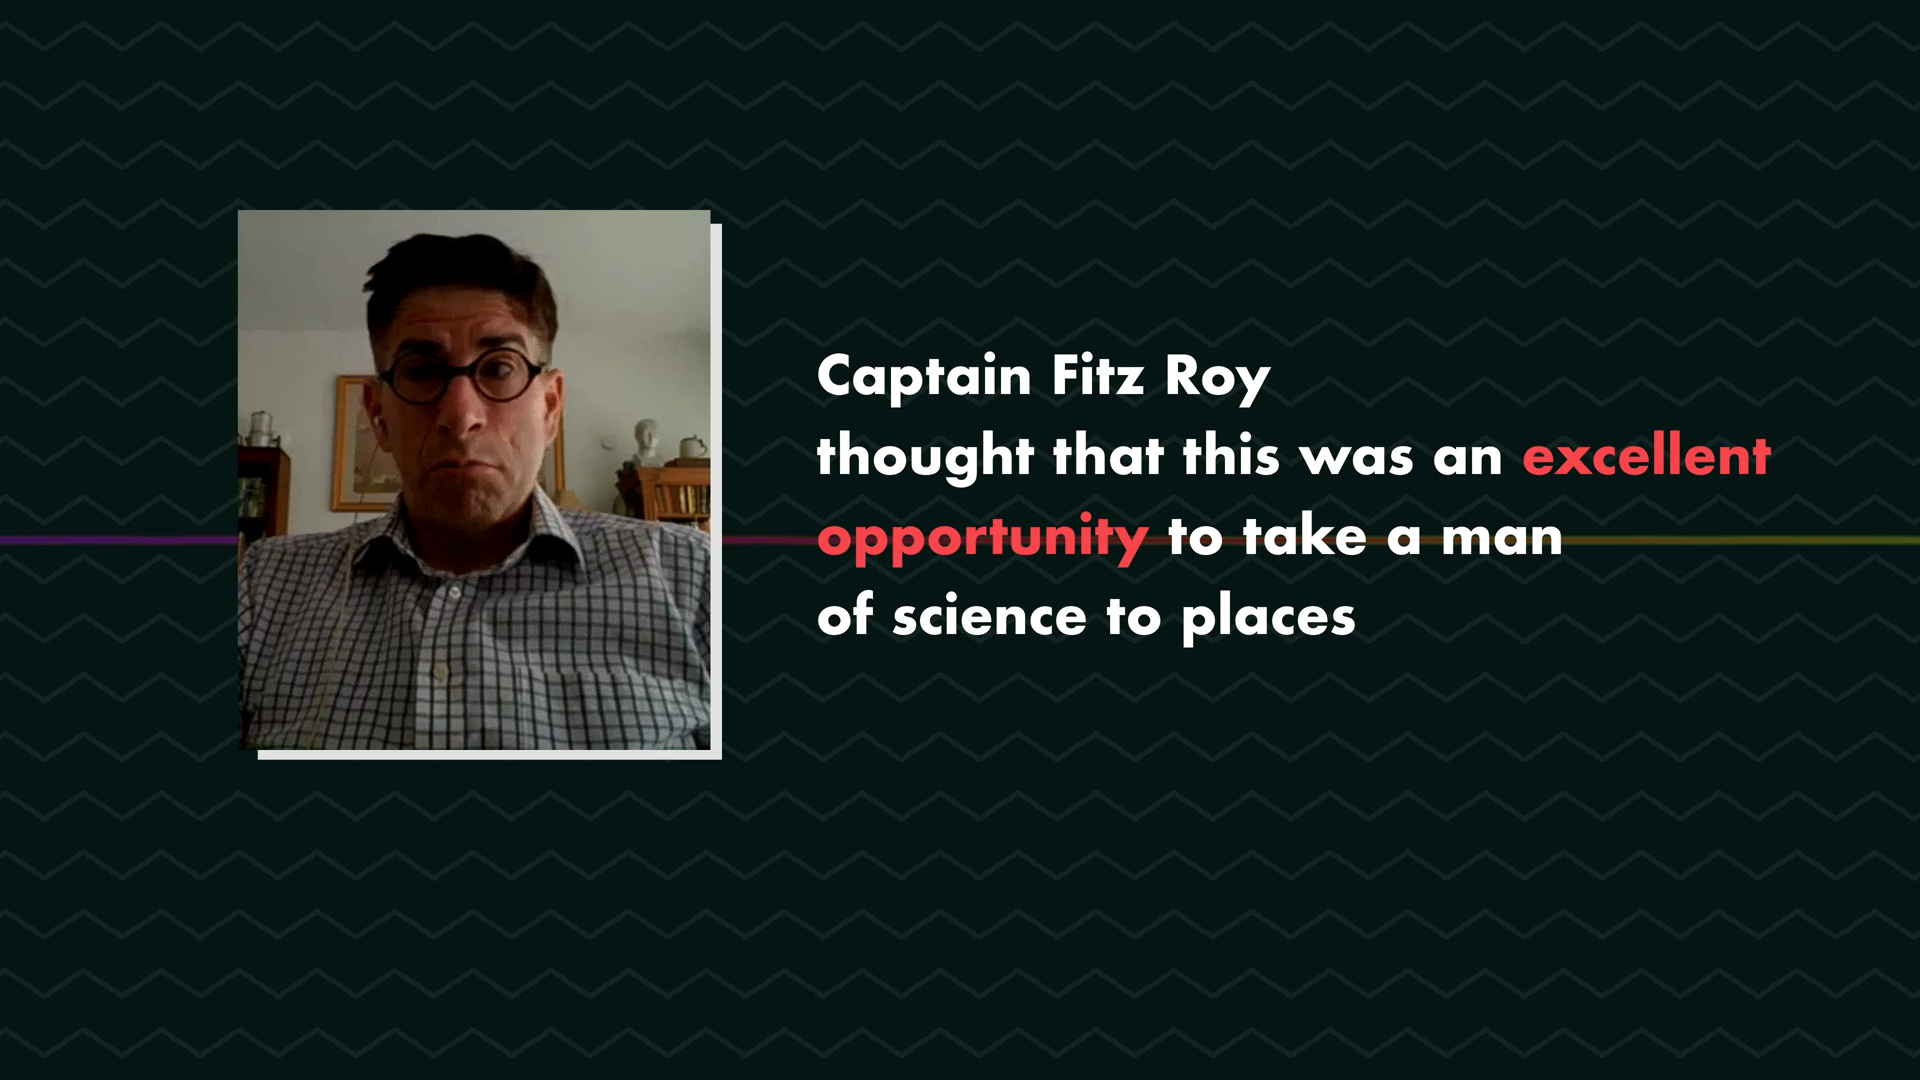 Captain Fitz Roy
thought that this was an excellent
opportunity to take a man
of science to places